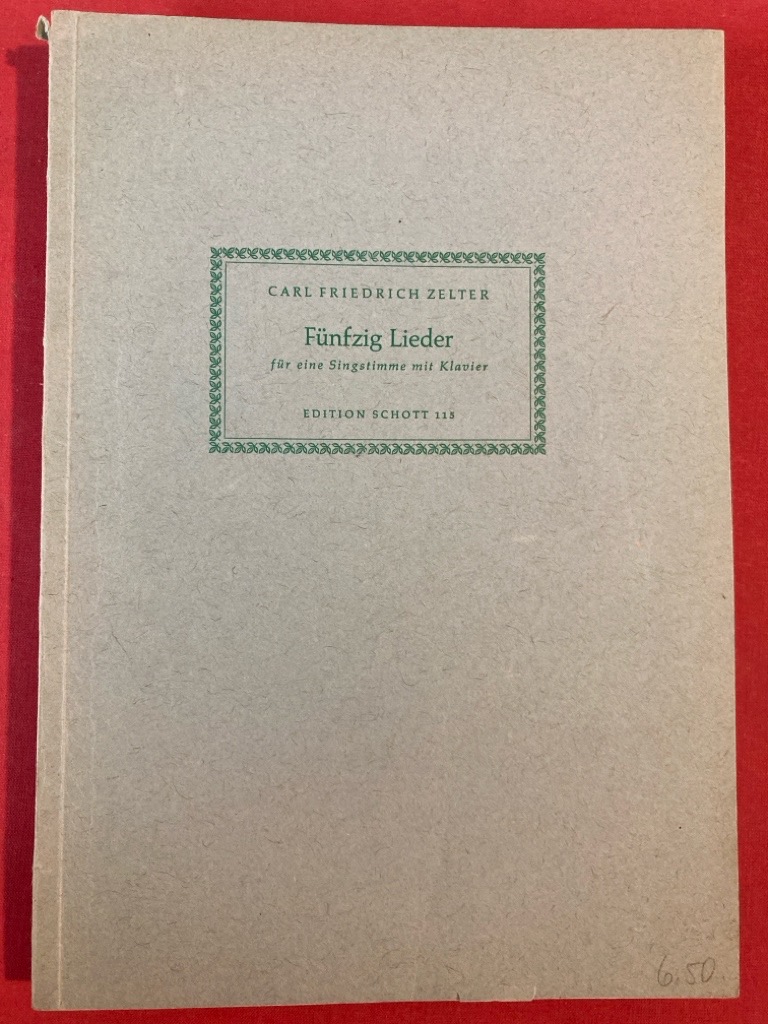 CARL FRIEDRICH ZELTER
Fünfzig Lieder
für eine Singstimme mit Klavier
EDITION SCHOTT 115
6.50